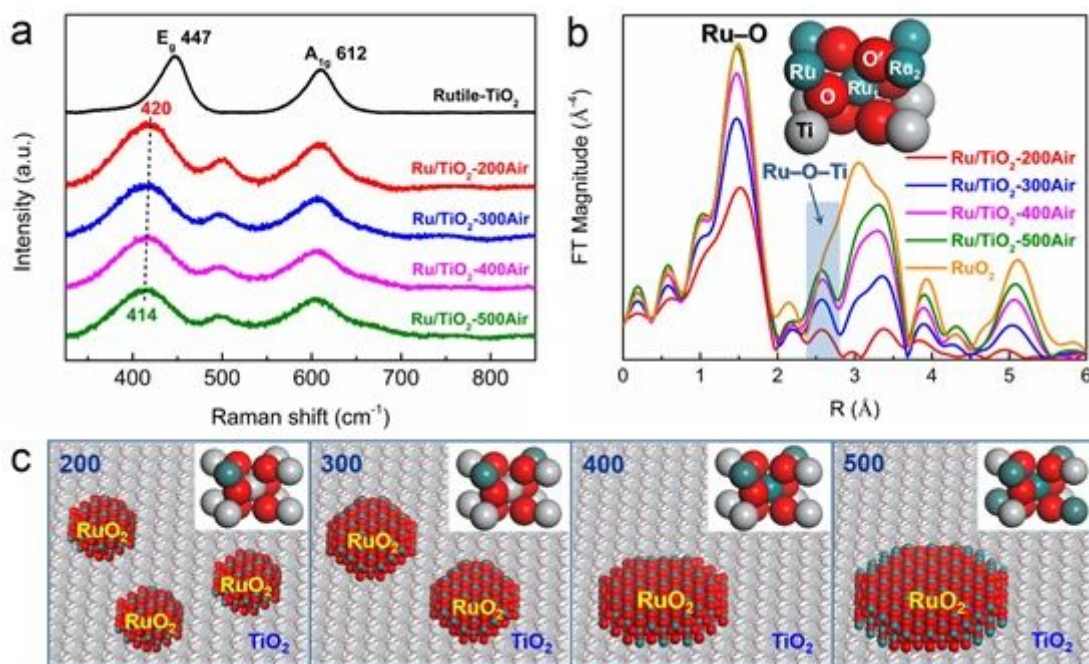 a
E_g 447
A_1g 612
Rutile-TiO₂
420
Ru/TiO₂-200Air
Ru/TiO₂-300Air
Ru/TiO₂-400Air
414
Ru/TiO₂-500Air
Intensity (a.u.)
400 500 600 700 800
Raman shift (cm⁻¹)
b
Ru–O
Ru
O'
Ru₂
O
Ru₁
Ti
Ru–O–Ti
Ru/TiO₂-200Air
Ru/TiO₂-300Air
Ru/TiO₂-400Air
Ru/TiO₂-500Air
RuO₂
FT Magnitude (Å⁻⁴)
0 1 2 3 4 5 6
R (Å)
c
200
RuO₂
RuO₂
RuO₂
TiO₂
300
RuO₂
RuO₂
TiO₂
400
RuO₂
TiO₂
500
RuO₂
TiO₂